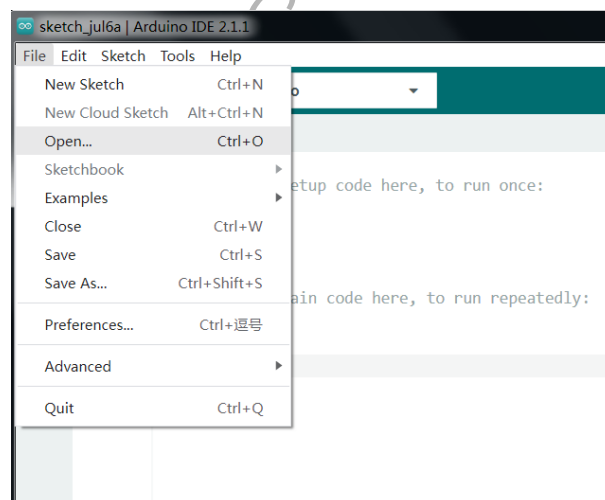 sketch_jul6a | Arduino IDE 2.1.1
File Edit Sketch Tools Help
New Sketch Ctrl+N
New Cloud Sketch Alt+Ctrl+N
Open... Ctrl+O
Sketchbook
etup code here, to run once:
Examples
Close Ctrl+W
Save Ctrl+S
Save As... Ctrl+Shift+S
ain code here, to run repeatedly:
Preferences... Ctrl+逗号
Advanced
Quit Ctrl+Q